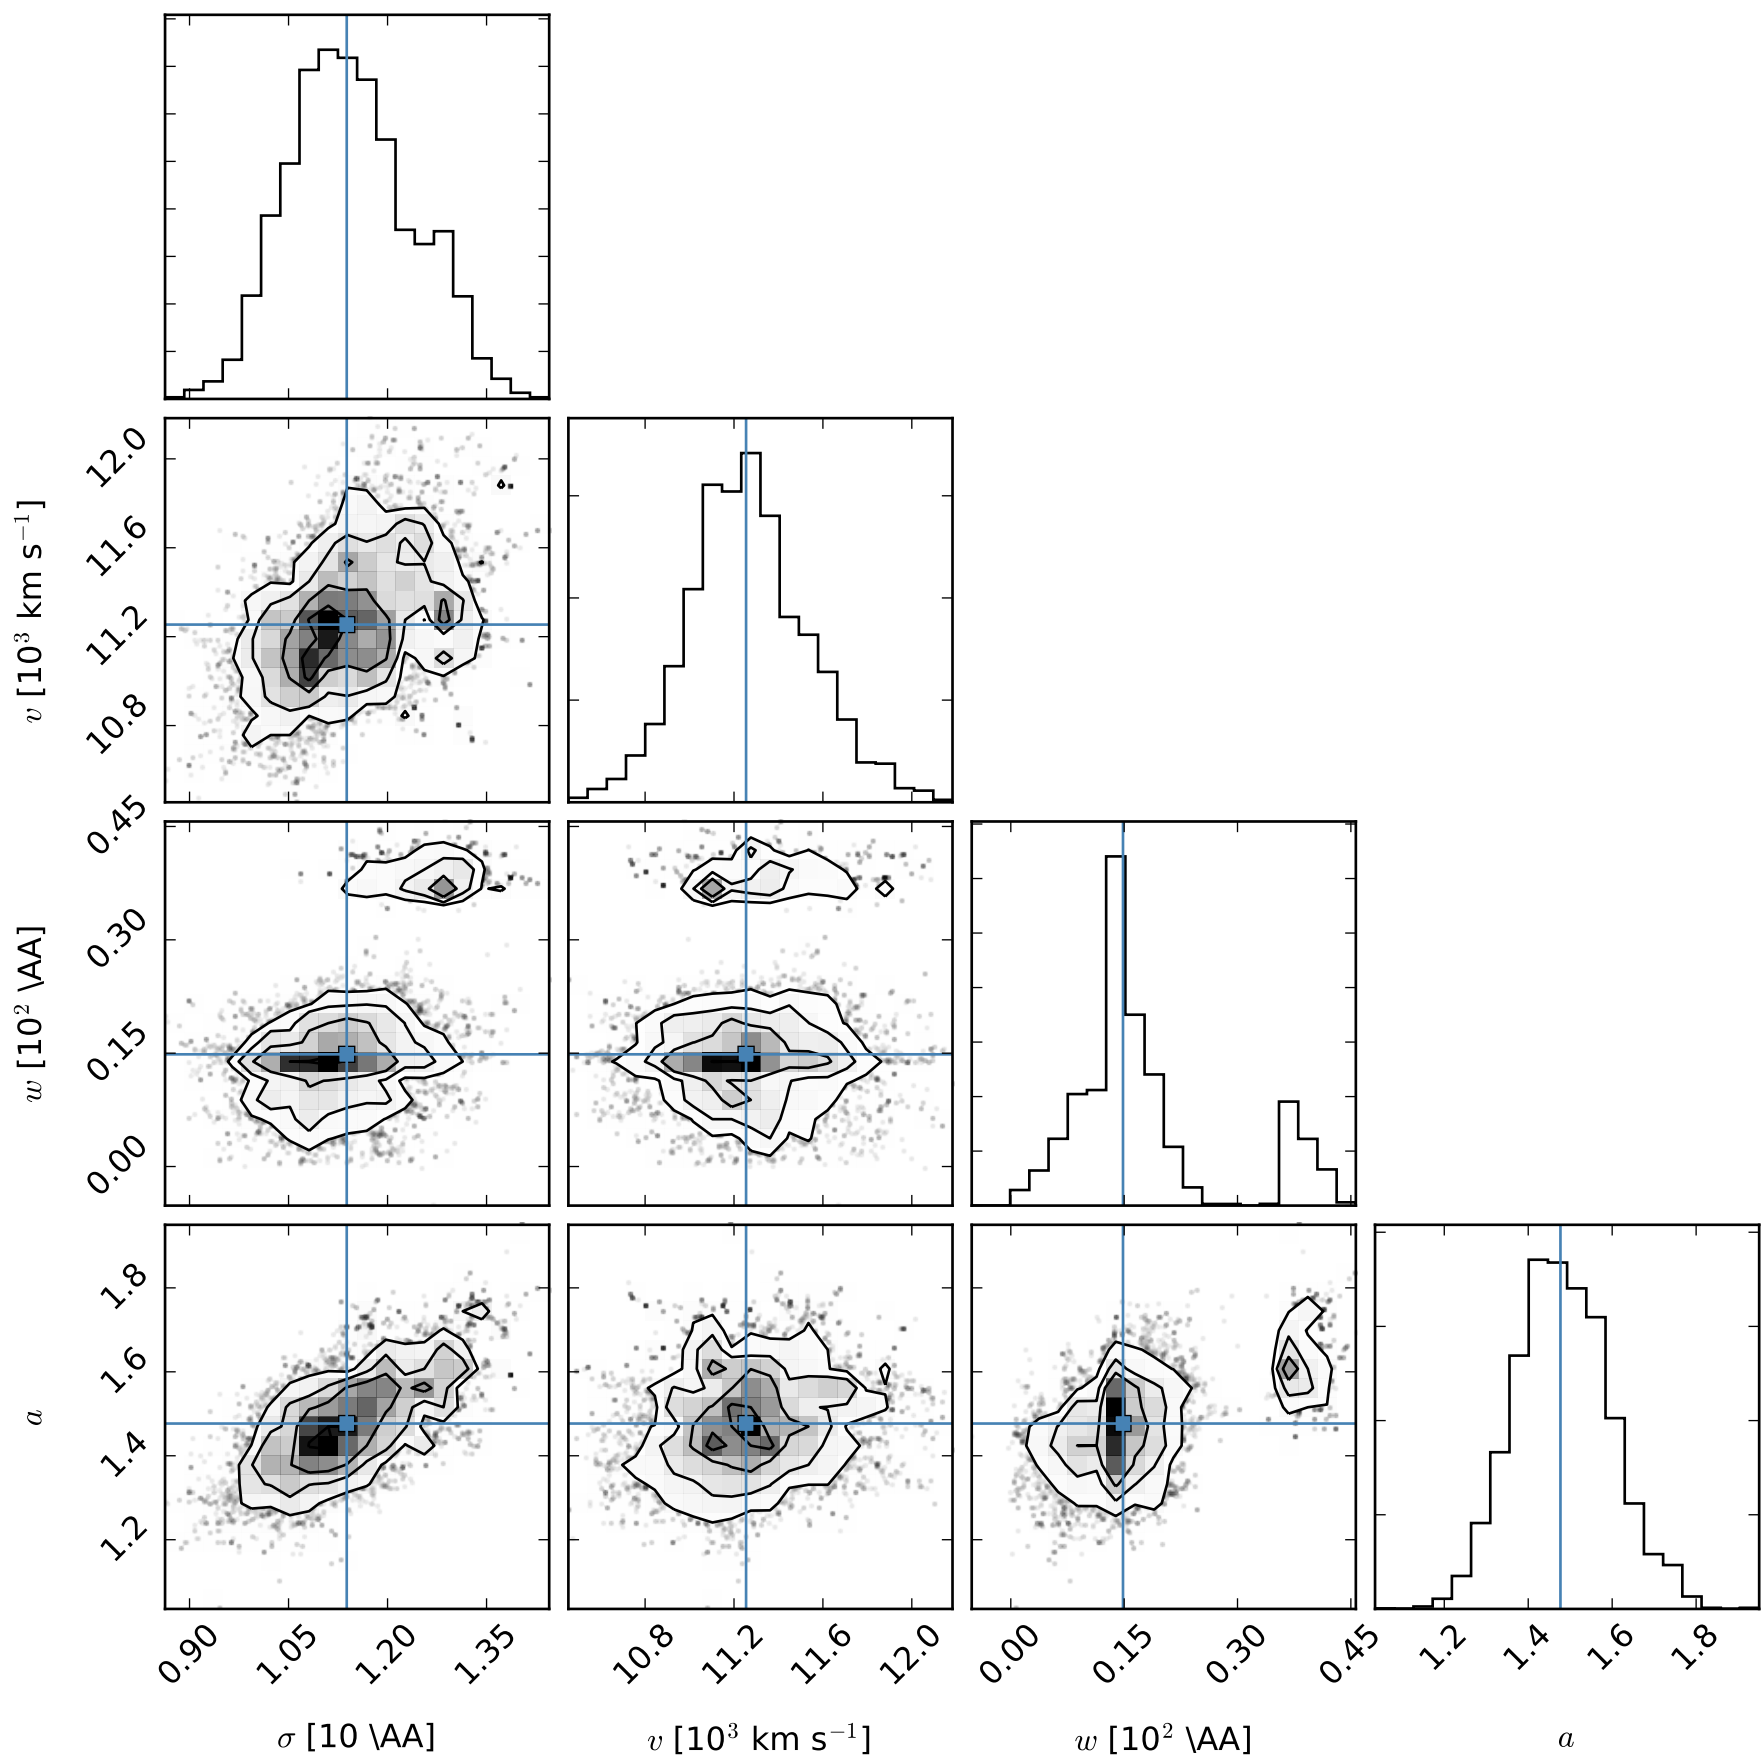 12.0
11.6
11.2
10.8
v [10³ km s⁻¹]
0.45
0.30
0.15
0.00
w [10² \AA]
1.8
1.6
1.4
1.2
a
0.90 1.05 1.20 1.35
10.8 11.2 11.6 12.0
0.00 0.15 0.30 0.45
1.2 1.4 1.6 1.8
σ [10 \AA]
v [10³ km s⁻¹]
w [10² \AA]
a